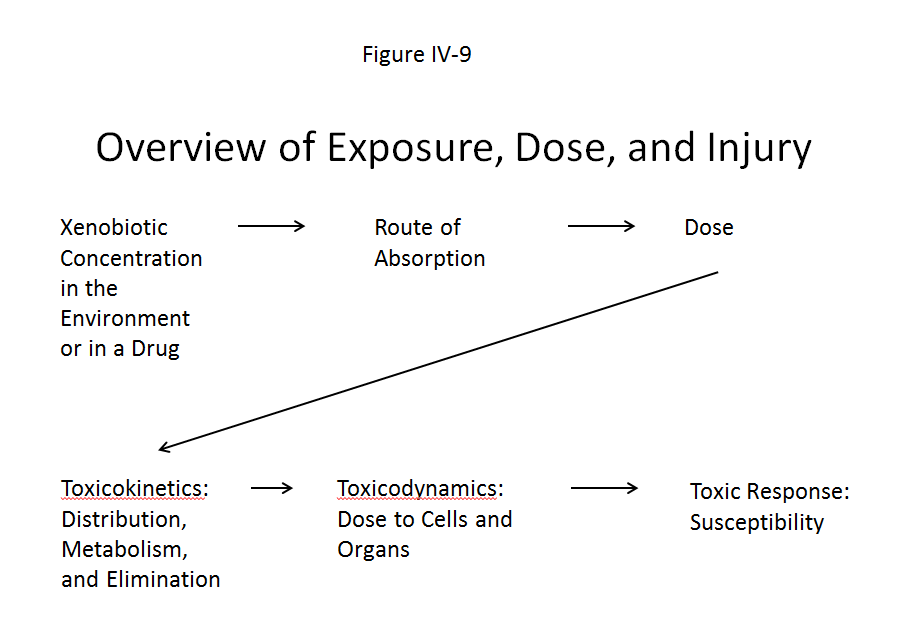 Figure IV-9
Overview of Exposure, Dose, and Injury
Xenobiotic
Concentration
in the
Environment
or in a Drug
Route of
Absorption
Dose
Toxicokinetics:
Distribution,
Metabolism,
and Elimination
Toxicodynamics:
Dose to Cells and
Organs
Toxic Response:
Susceptibility